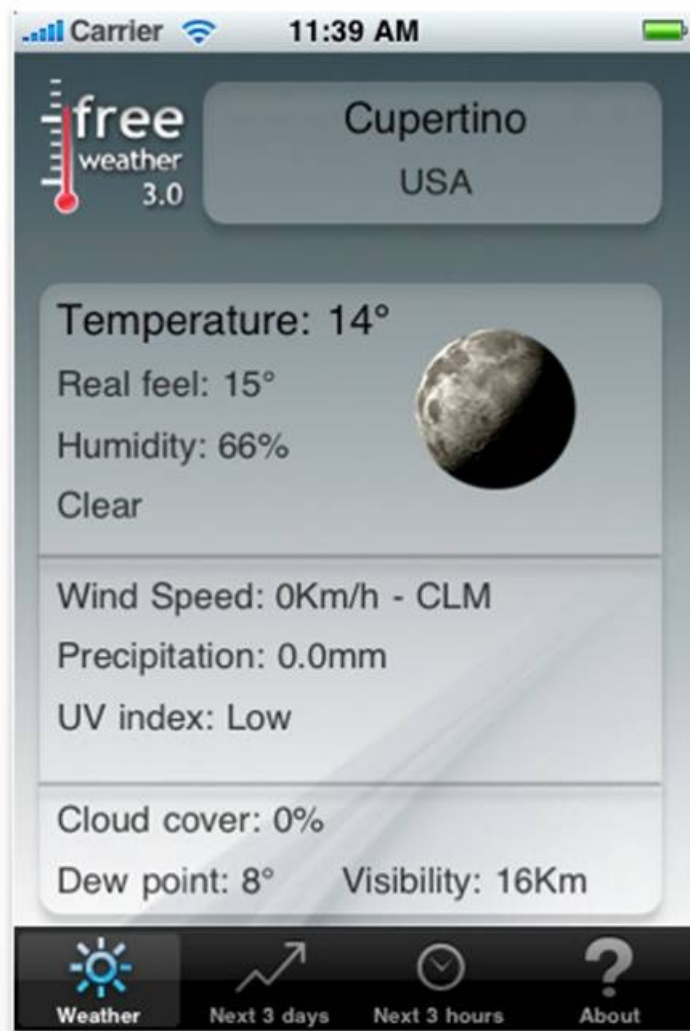 Carrier 11:39 AM
free
weather
3.0
Cupertino
USA
Temperature: 14°
Real feel: 15°
Humidity: 66%
Clear
Wind Speed: 0Km/h - CLM
Precipitation: 0.0mm
UV index: Low
Cloud cover: 0%
Dew point: 8° Visibility: 16Km
Weather Next 3 days Next 3 hours About